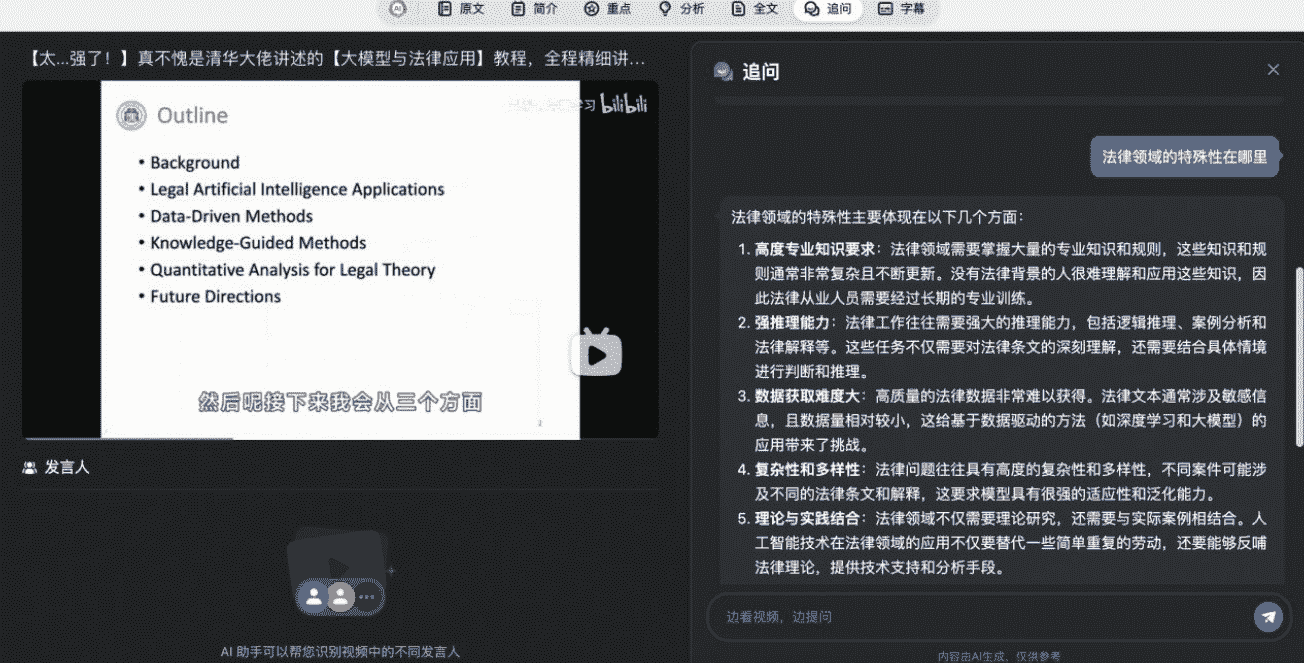 AI
原文
简介
重点
分析
全文
追问
字幕
【太...强了！】真不愧是清华大佬讲述的【大模型与法律应用】教程，全程精细讲...
Outline
• Background
• Legal Artificial Intelligence Applications
• Data-Driven Methods
• Knowledge-Guided Methods
• Quantitative Analysis for Legal Theory
• Future Directions
学习 bilibili
然后呢接下来我会从三个方面
2
发言人
AI 助手可以帮您识别视频中的不同发言人
追问
法律领域的特殊性在哪里
法律领域的特殊性主要体现在以下几个方面：
1. 高度专业知识要求：法律领域需要掌握大量的专业知识和规则，这些知识和规
则通常非常复杂且不断更新。没有法律背景的人很难理解和应用这些知识，因
此法律从业人员需要经过长期的专业训练。
2. 强推理能力：法律工作往往需要强大的推理能力，包括逻辑推理、案例分析和
法律解释等。这些任务不仅需要对法律条文的深刻理解，还需要结合具体情境
进行判断和推理。
3. 数据获取难度大：高质量的法律数据非常难以获得。法律文本通常涉及敏感信
息，且数据量相对较小，这给基于数据驱动的方法（如深度学习和大模型）的
应用带来了挑战。
4. 复杂性和多样性：法律问题往往具有高度的复杂性和多样性，不同案件可能涉
及不同的法律条文和解释，这要求模型具有很强的适应性和泛化能力。
5. 理论与实践结合：法律领域不仅需要理论研究，还需要与实际案例相结合。人
工智能技术在法律领域的应用不仅要替代一些简单重复的劳动，还要能够反哺
法律理论，提供技术支持和分析手段。
边看视频，边提问
内容由AI生成，仅供参考